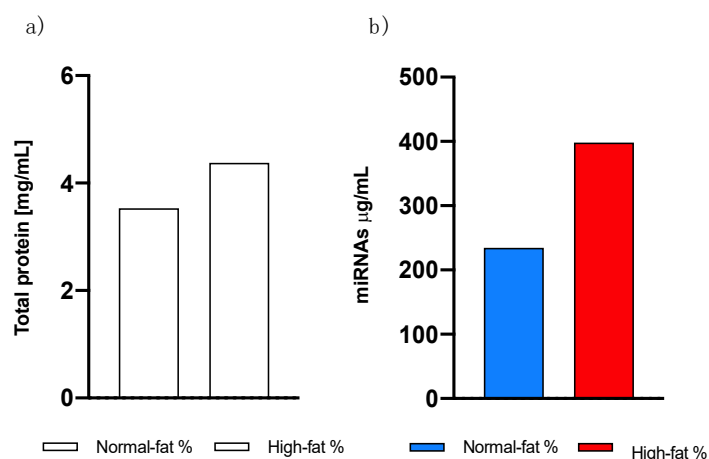 a)
Total protein [mg/mL]
6
4
2
0
Normal-fat %
High-fat %
b)
miRNAs µg/mL
500
400
300
200
100
0
Normal-fat %
High-fat %